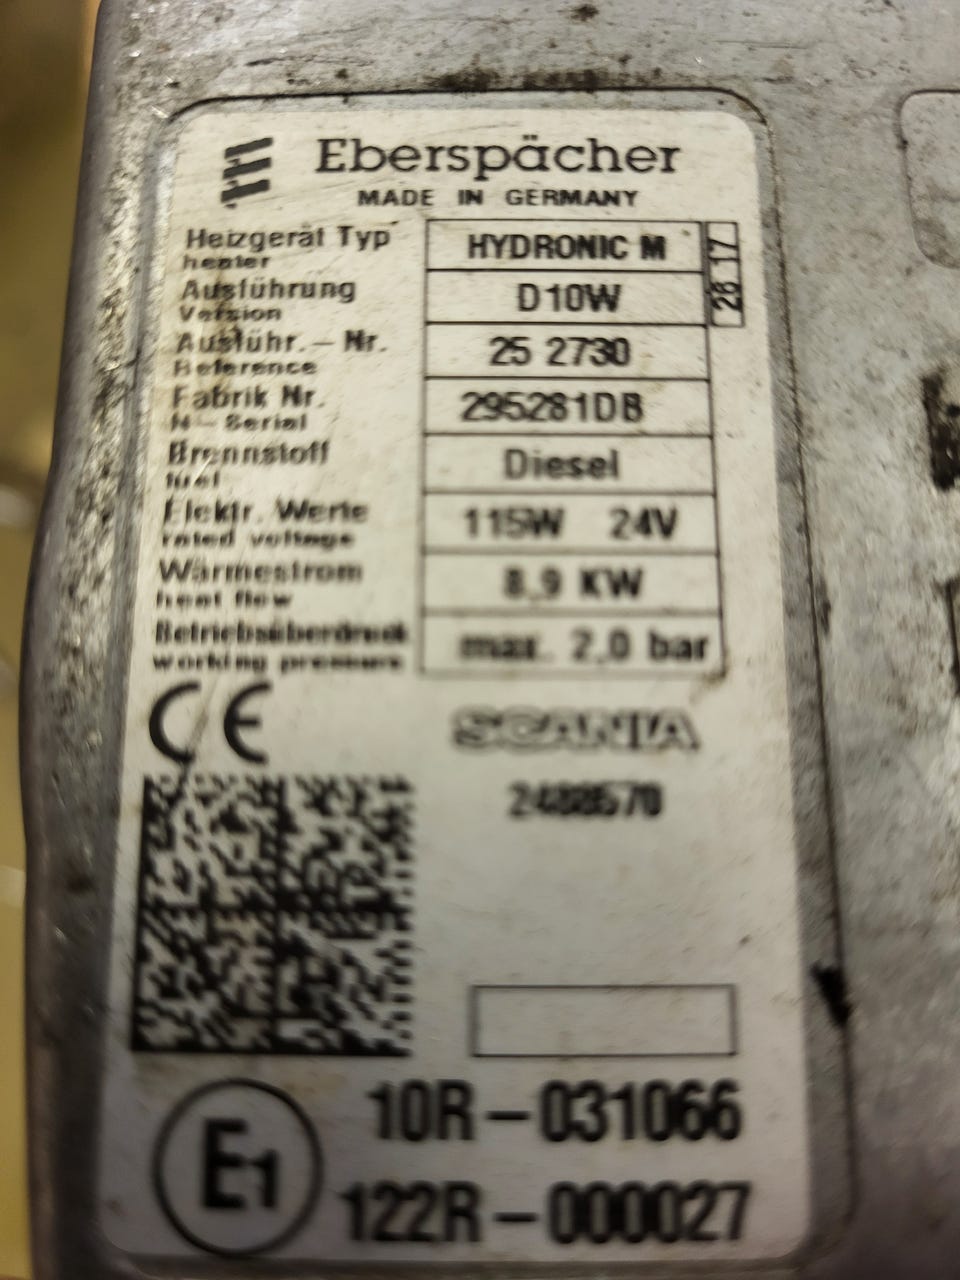 Eberspächer
MADE IN GERMANY
Heizgerät Typ HYDRONIC M
heater
26 17
Ausführung D10W
Version
Ausführ.-Nr. 25 2730
Reference
Fabrik Nr. 295281DB
N-Serial
Brennstoff Diesel
fuel
Elektr. Werte 115W 24V
rated voltage
Wärmestrom 8,9 KW
heat flow
Betriebsüberdruck max. 2,0 bar
working pressure
CE
SCANIA
E1
10R-031066
122R-000027